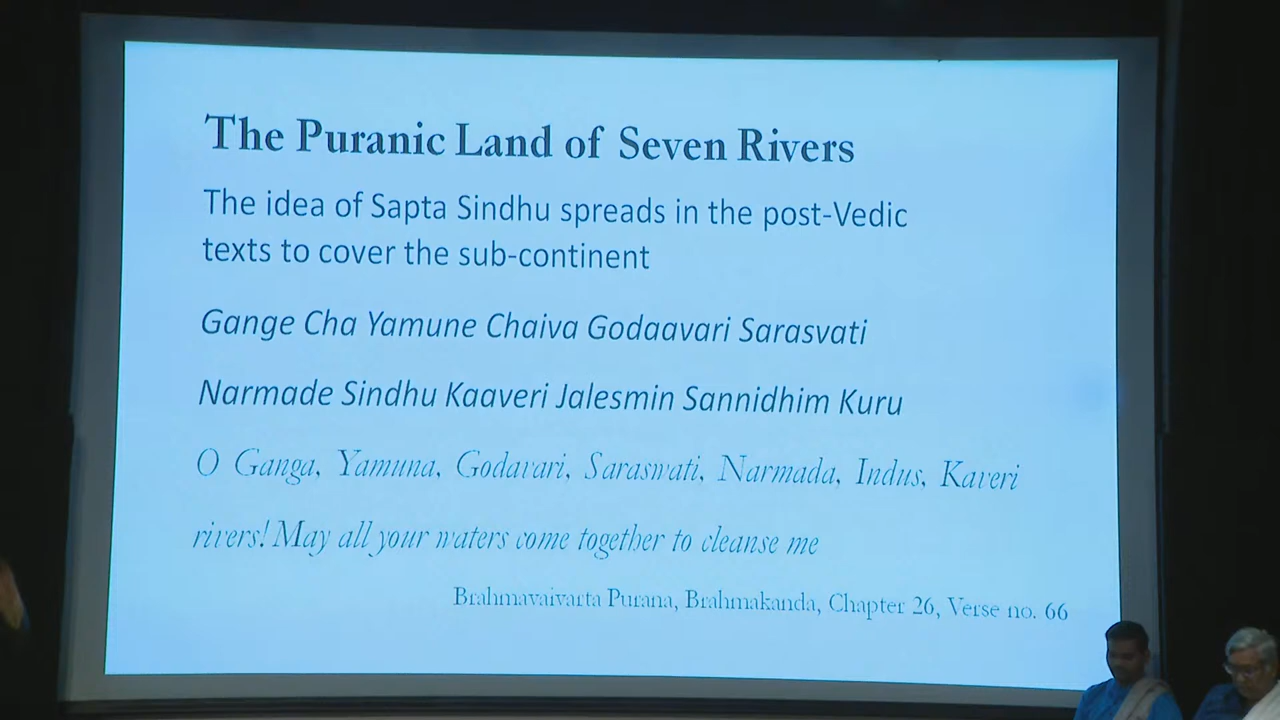 The Puranic Land of Seven Rivers
The idea of Sapta Sindhu spreads in the post-Vedic
texts to cover the sub-continent
Gange Cha Yamune Chaiva Godaavari Sarasvati
Narmade Sindhu Kaaveri Jalesmin Sannidhim Kuru
O Ganga, Yamuna, Godavari, Saraswati, Narmada, Indus, Kaveri
rivers! May all your waters come together to cleanse me
Brahmavaivarta Purana, Brahmakanda, Chapter 26, Verse no. 66